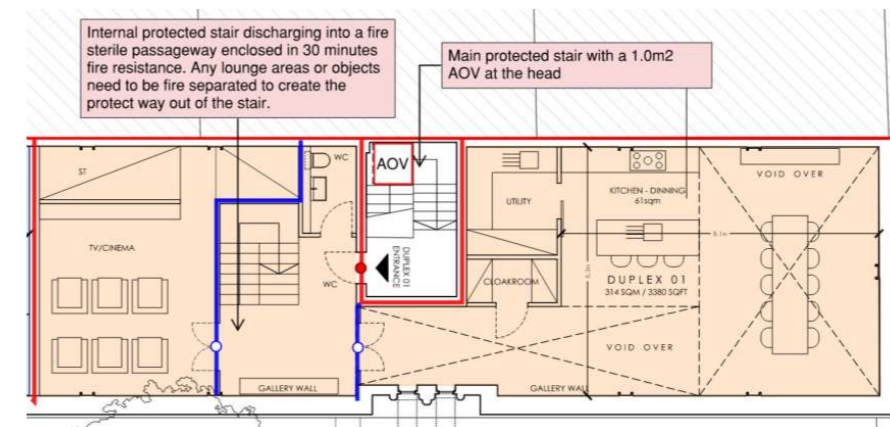 Internal protected stair discharging into a fire
sterile passageway enclosed in 30 minutes
fire resistance. Any lounge areas or objects
need to be fire separated to create the
protect way out of the stair.
Main protected stair with a 1.0m2
AOV at the head
ST
WC
AOV
UTILITY
KITCHEN - DINNING
61sqm
VOID OVER
TV/CINEMA
WC
DUPLEX 01
ENTRANCE
CLOAKROOM
DUPLEX 01
314 SQM / 3380 SQFT
VOID OVER
GALLERY WALL
GALLERY WALL